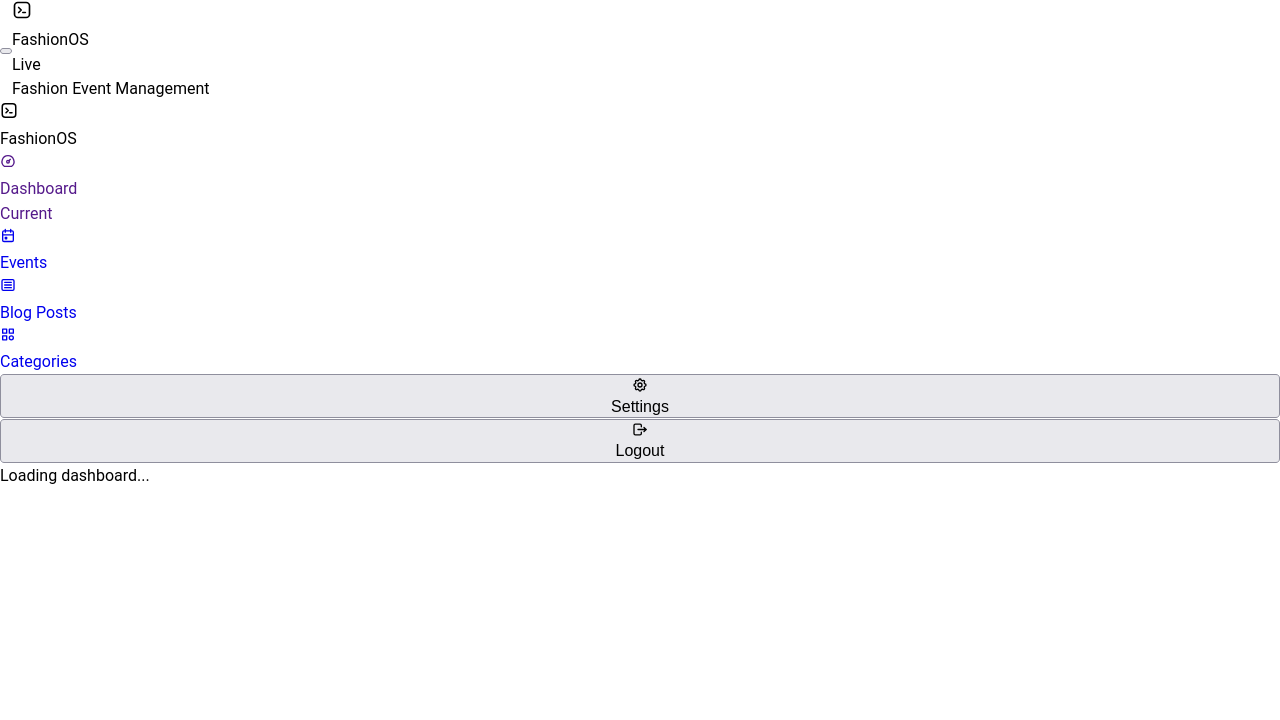 FashionOS
Live
Fashion Event Management
FashionOS
Dashboard
Current
Events
Blog Posts
Categories
Settings
Logout
Loading dashboard...